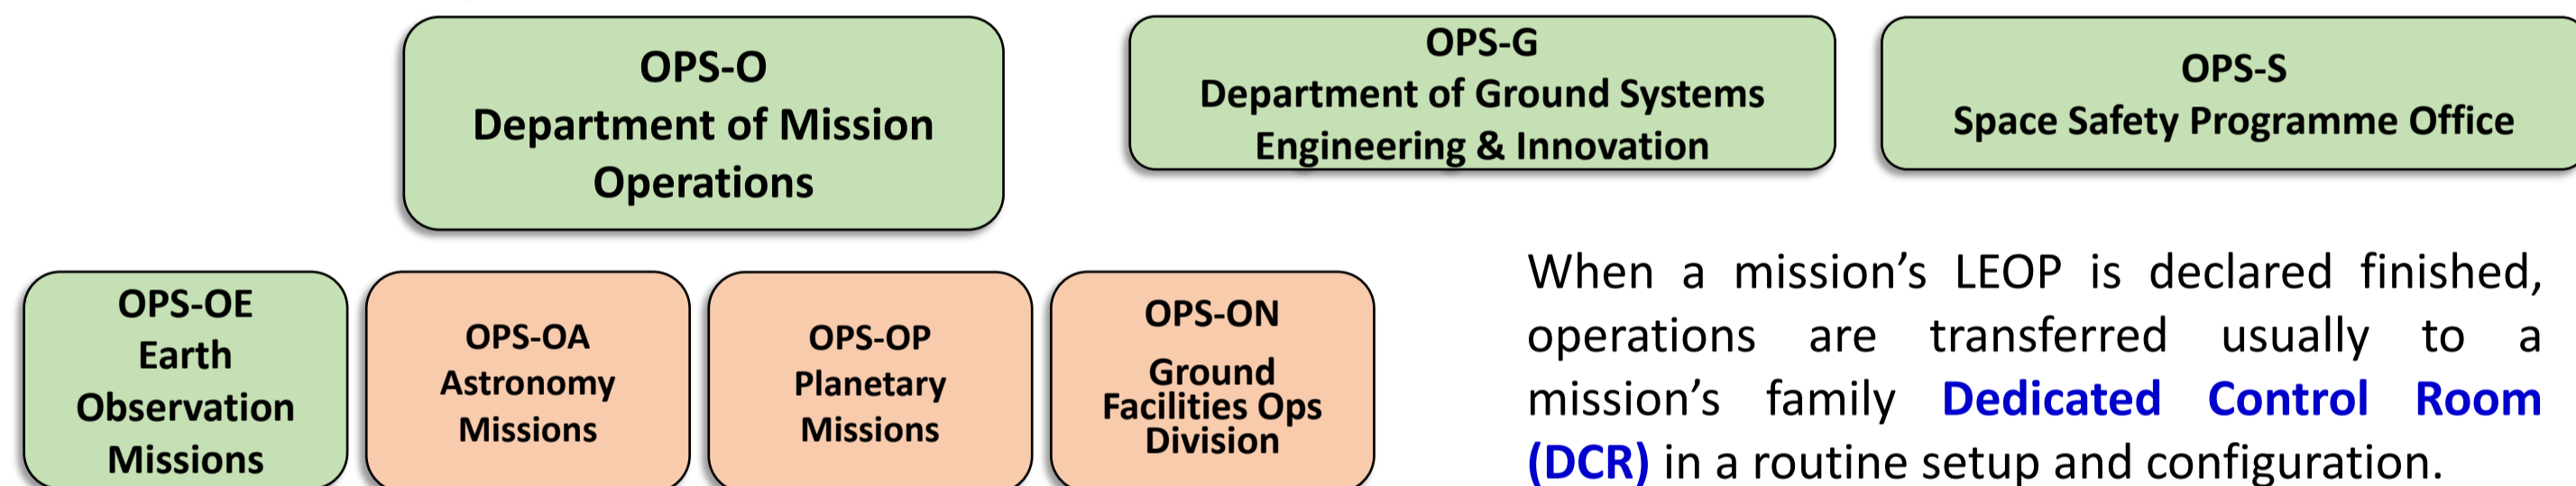 OPS-O
Department of Mission
Operations
OPS-G
Department of Ground Systems
Engineering & Innovation
OPS-S
Space Safety Programme Office
OPS-OE
Earth
Observation
Missions
OPS-OA
Astronomy
Missions
OPS-OP
Planetary
Missions
OPS-ON
Ground
Facilities Ops
Division
When a mission’s LEOP is declared finished,
operations are transferred usually to a
mission’s family Dedicated Control Room
(DCR) in a routine setup and configuration.